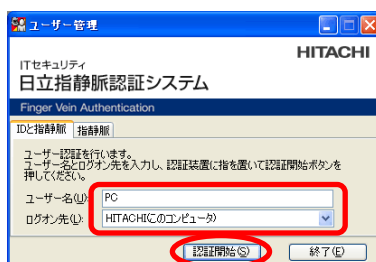 ユーザー管理
HITACHI
ITセキュリティ
日立指静脈認証システム
Finger Vein Authentication
IDと指静脈 指静脈
ユーザー認証を行います。
ユーザー名とログオン先を入力し、認証装置に指を置いて認証開始ボタンを
押してください。
ユーザー名(U): PC
ログオン先(L): HITACHI(このコンピュータ)
認証開始(S) 終了(E)